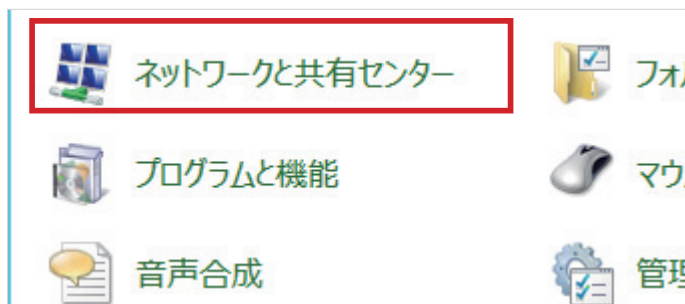 ネットワークと共有センター
フォル
プログラムと機能
マウ
音声合成
管理